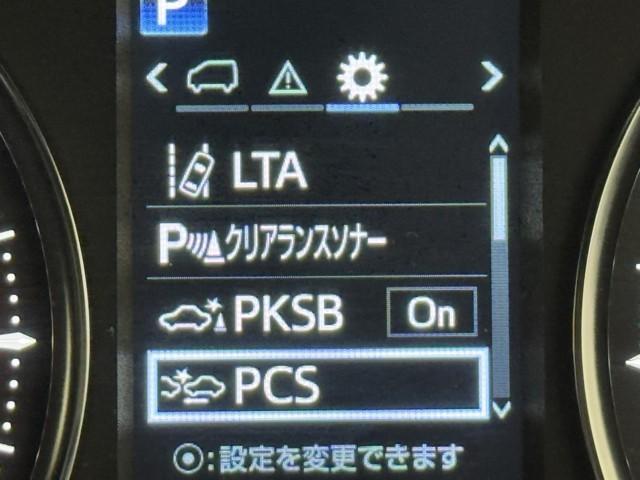 P
LTA
P クリアランスソナー
PKSB On
PCS
:設定を変更できます